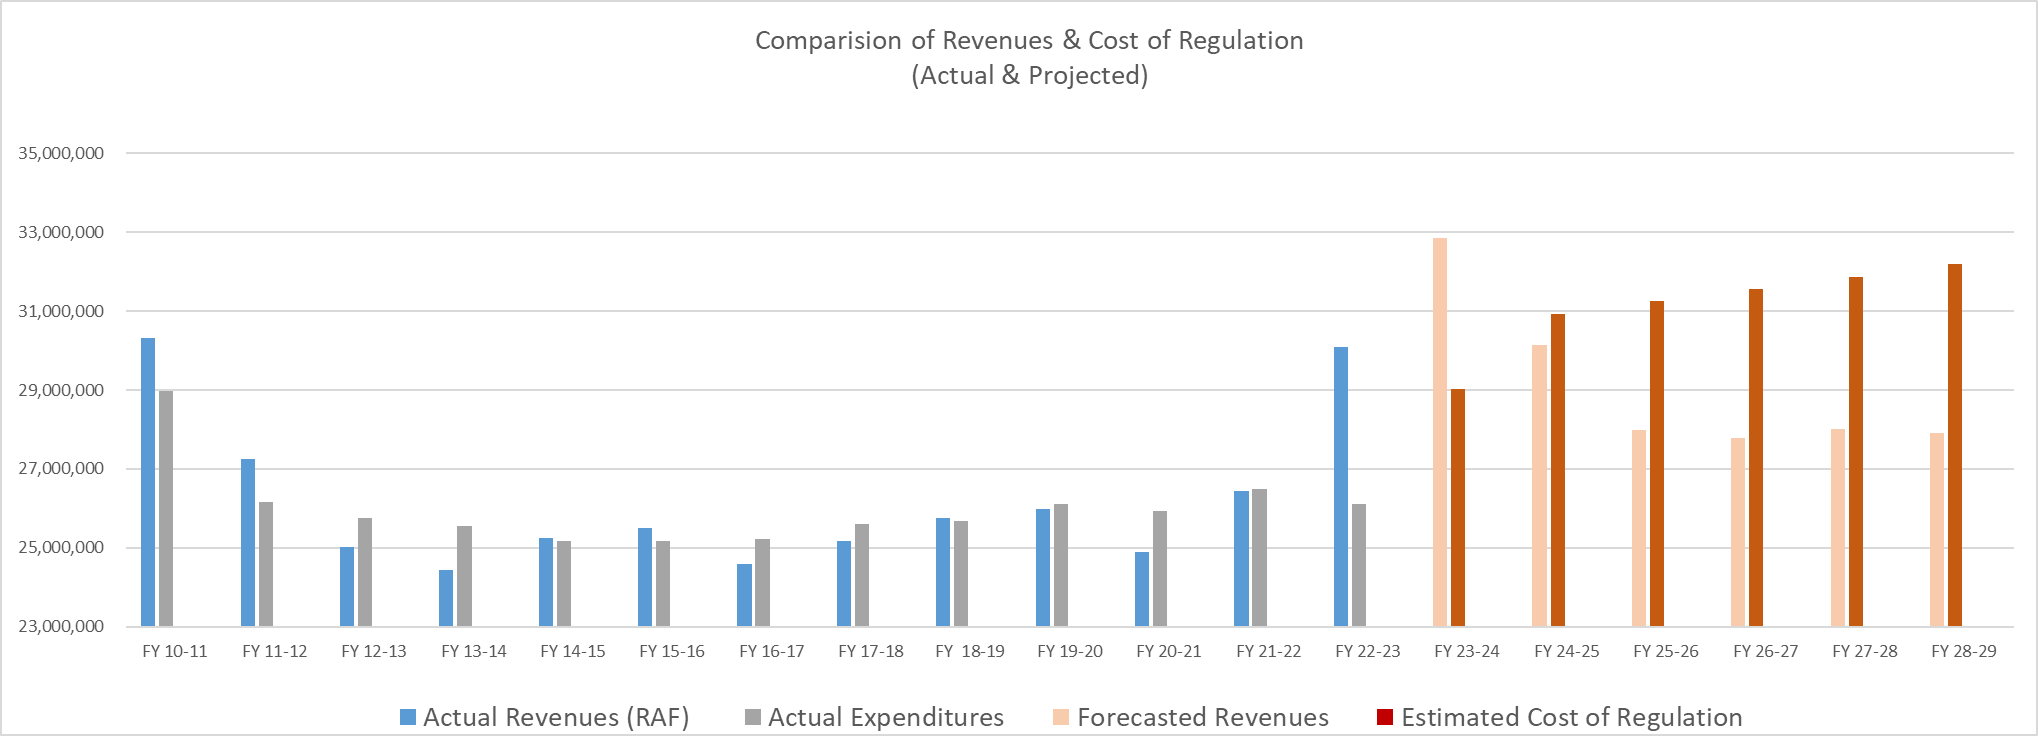 Comparision of Revenues & Cost of Regulation
(Actual & Projected)
35,000,000
33,000,000
31,000,000
29,000,000
27,000,000
25,000,000
23,000,000
FY 10-11 FY 11-12 FY 12-13 FY 13-14 FY 14-15 FY 15-16 FY 16-17 FY 17-18 FY 18-19 FY 19-20 FY 20-21 FY 21-22 FY 22-23 FY 23-24 FY 24-25 FY 25-26 FY 26-27 FY 27-28 FY 28-29
Actual Revenues (RAF) Actual Expenditures Forecasted Revenues Estimated Cost of Regulation